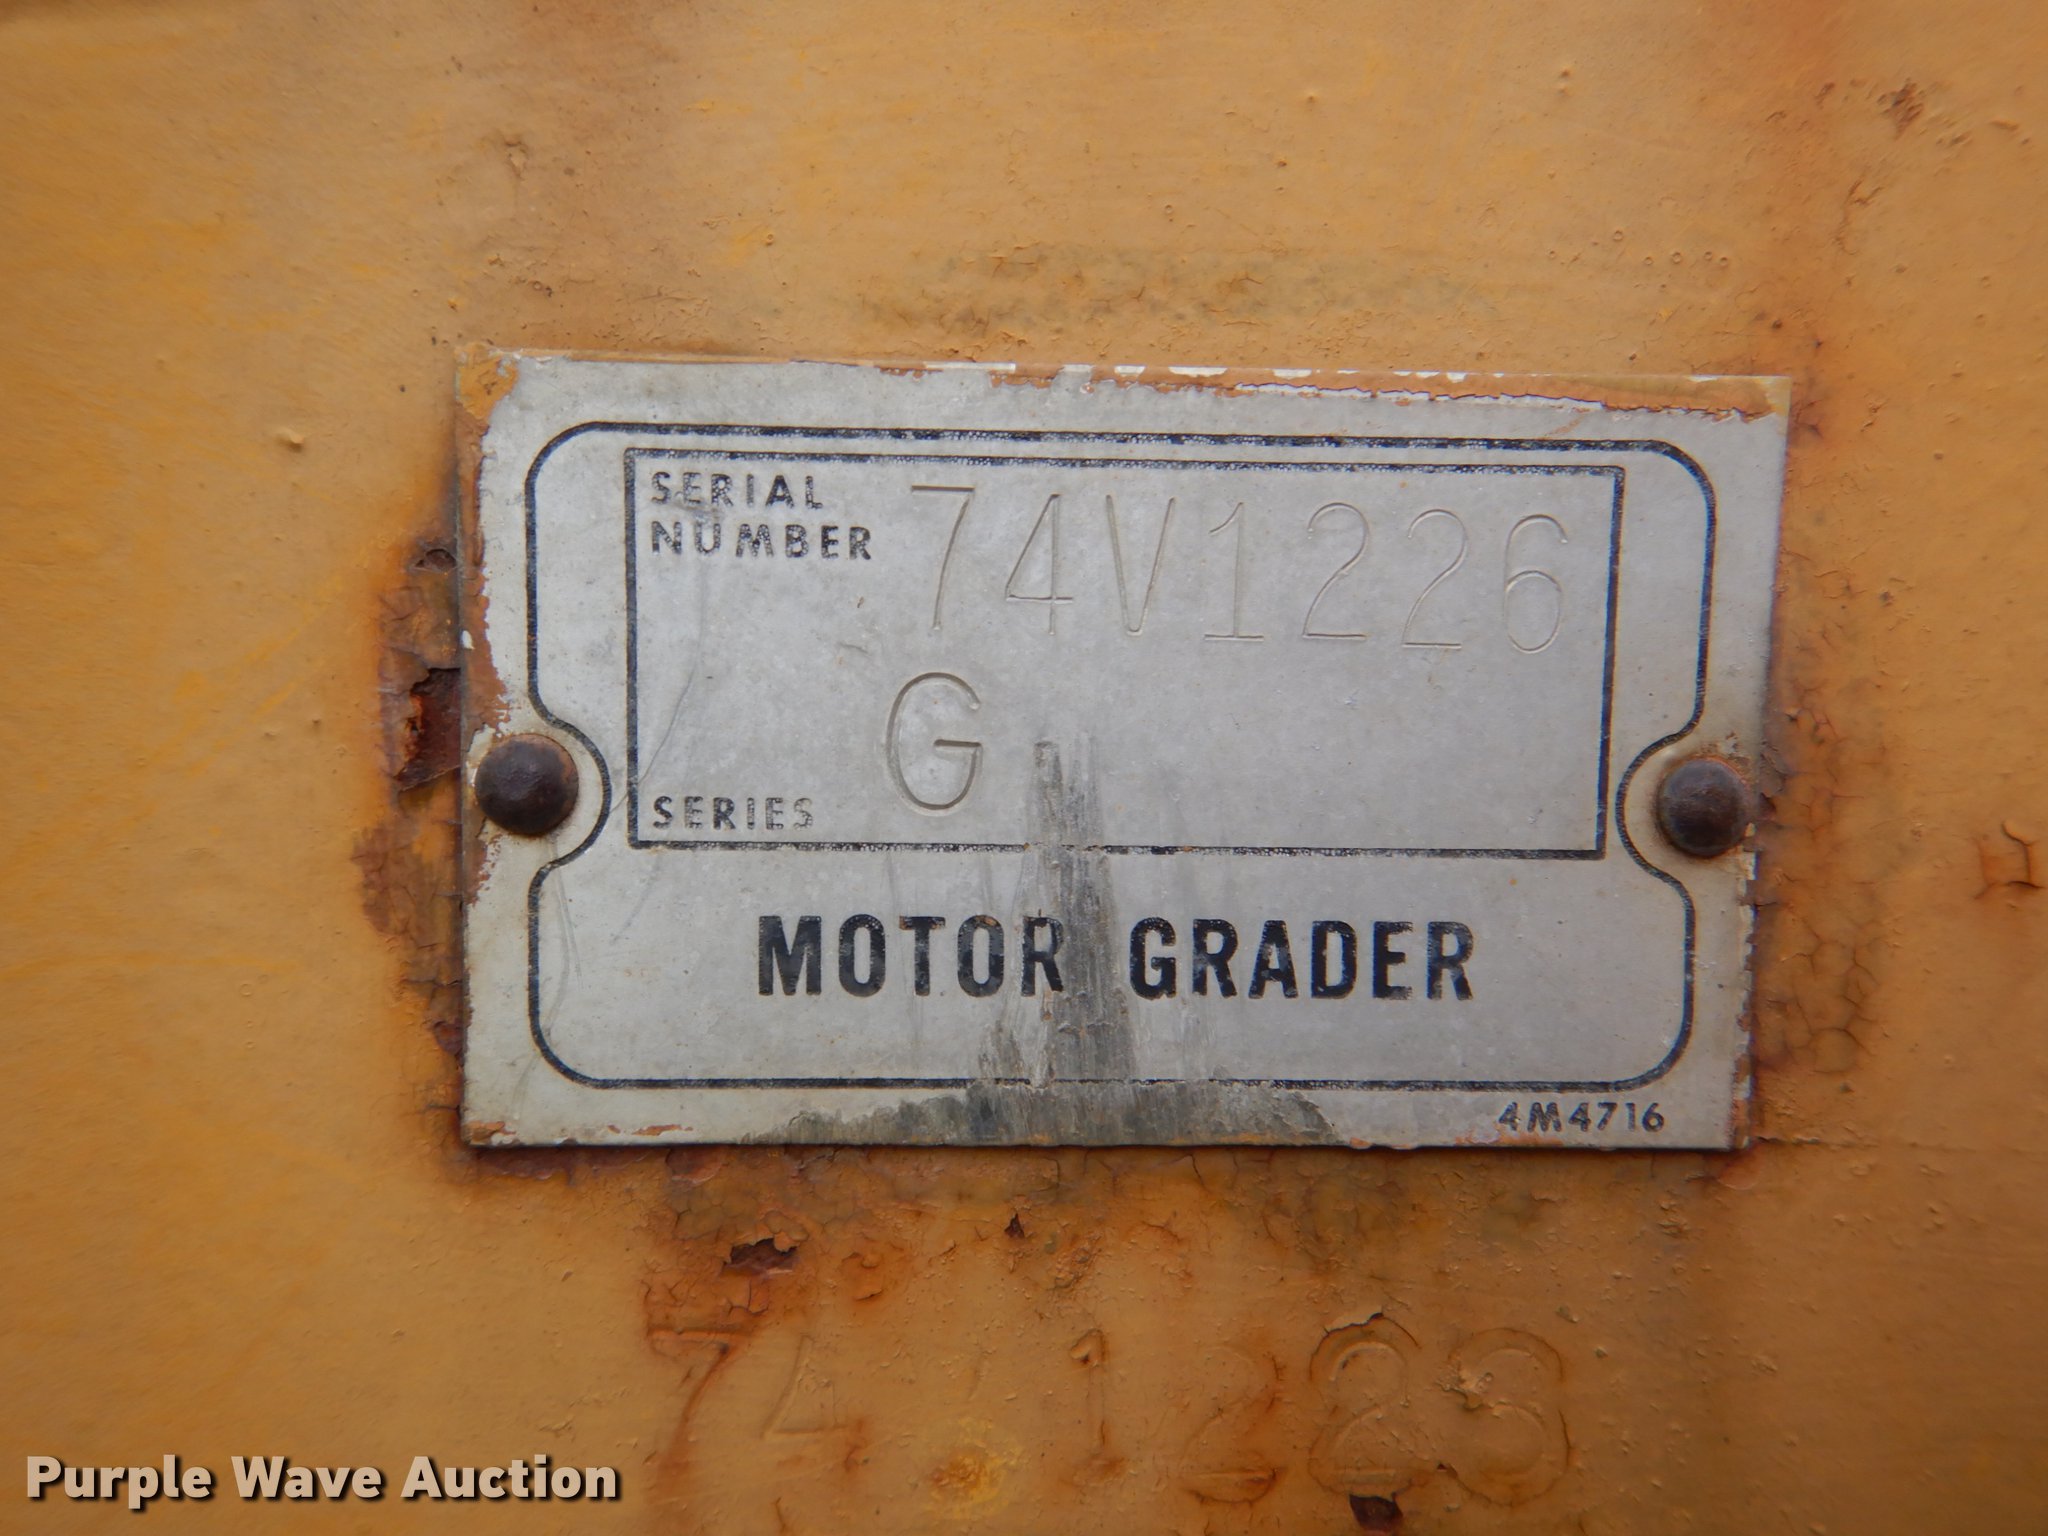 SERIAL
NUMBER 74V1226
SERIES G
MOTOR GRADER
4M4716
Purple Wave Auction